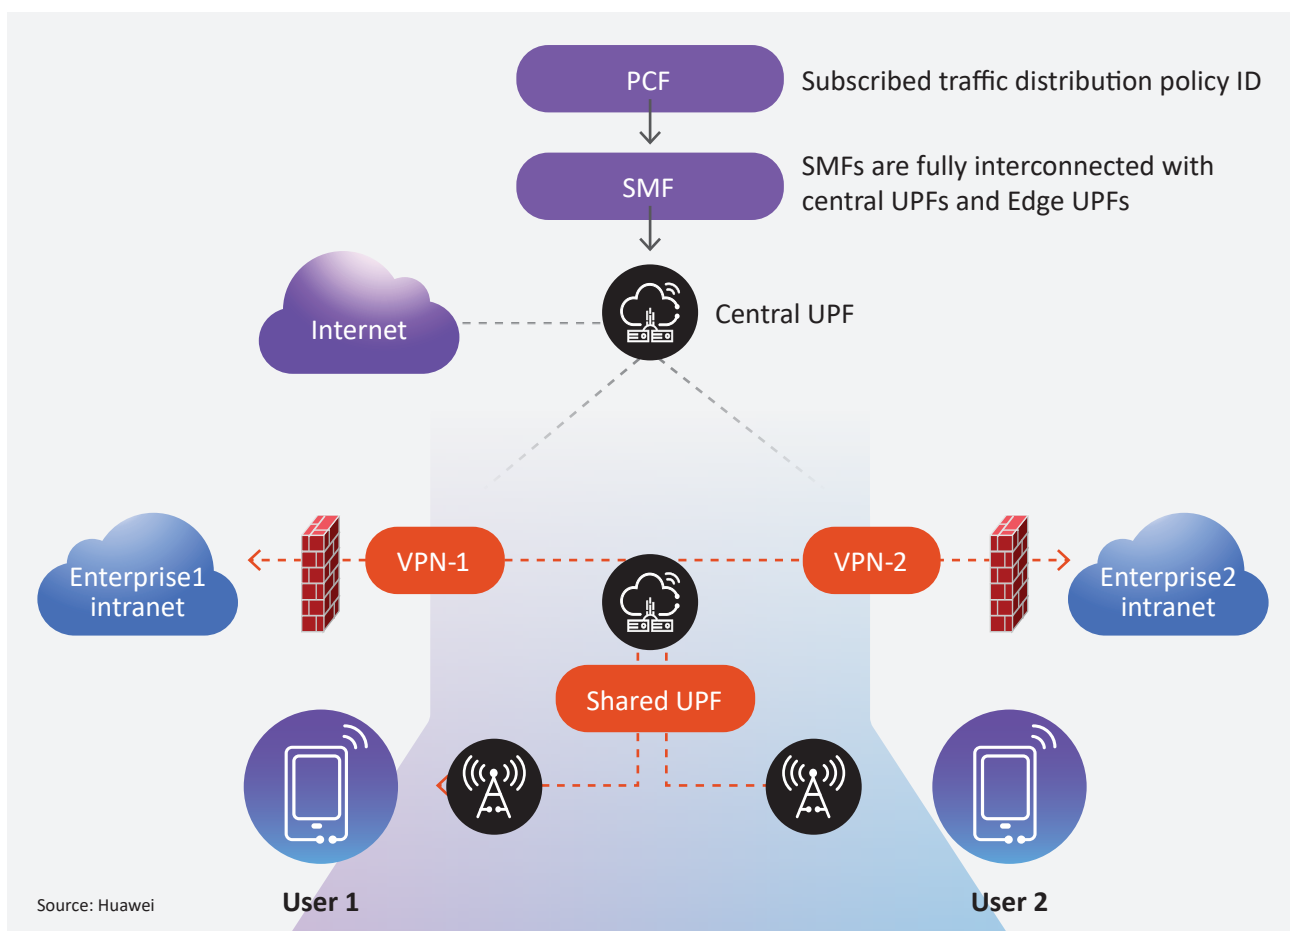 PCF
Subscribed traffic distribution policy ID
SMF
SMFs are fully interconnected with
central UPFs and Edge UPFs
Internet
Central UPF
Enterprise1
intranet
VPN-1
VPN-2
Enterprise2
intranet
Shared UPF
User 1
User 2
Source: Huawei